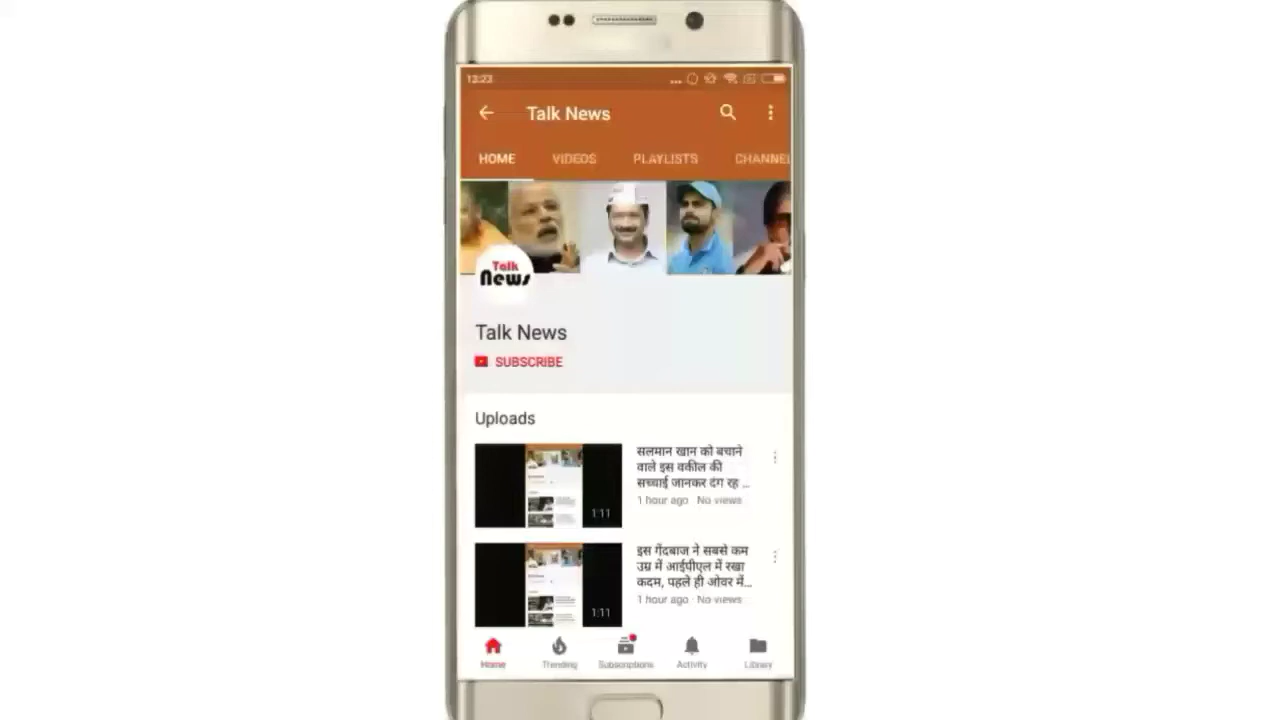 12:23
Talk News
HOME VIDEOS PLAYLISTS CHANNEL
Talk
News
Talk News
SUBSCRIBE
Uploads
सलमान खान को बचाने
वाले इस वकील की
सच्चाई जानकर दंग रह ...
1 hour ago · No views
1:11
इस गेंदबाज ने सबसे कम
उम्र में आईपीएल में रखा
कदम, पहले ही ओवर में...
1 hour ago · No views
1:11
Home Trending Subscriptions Activity Library